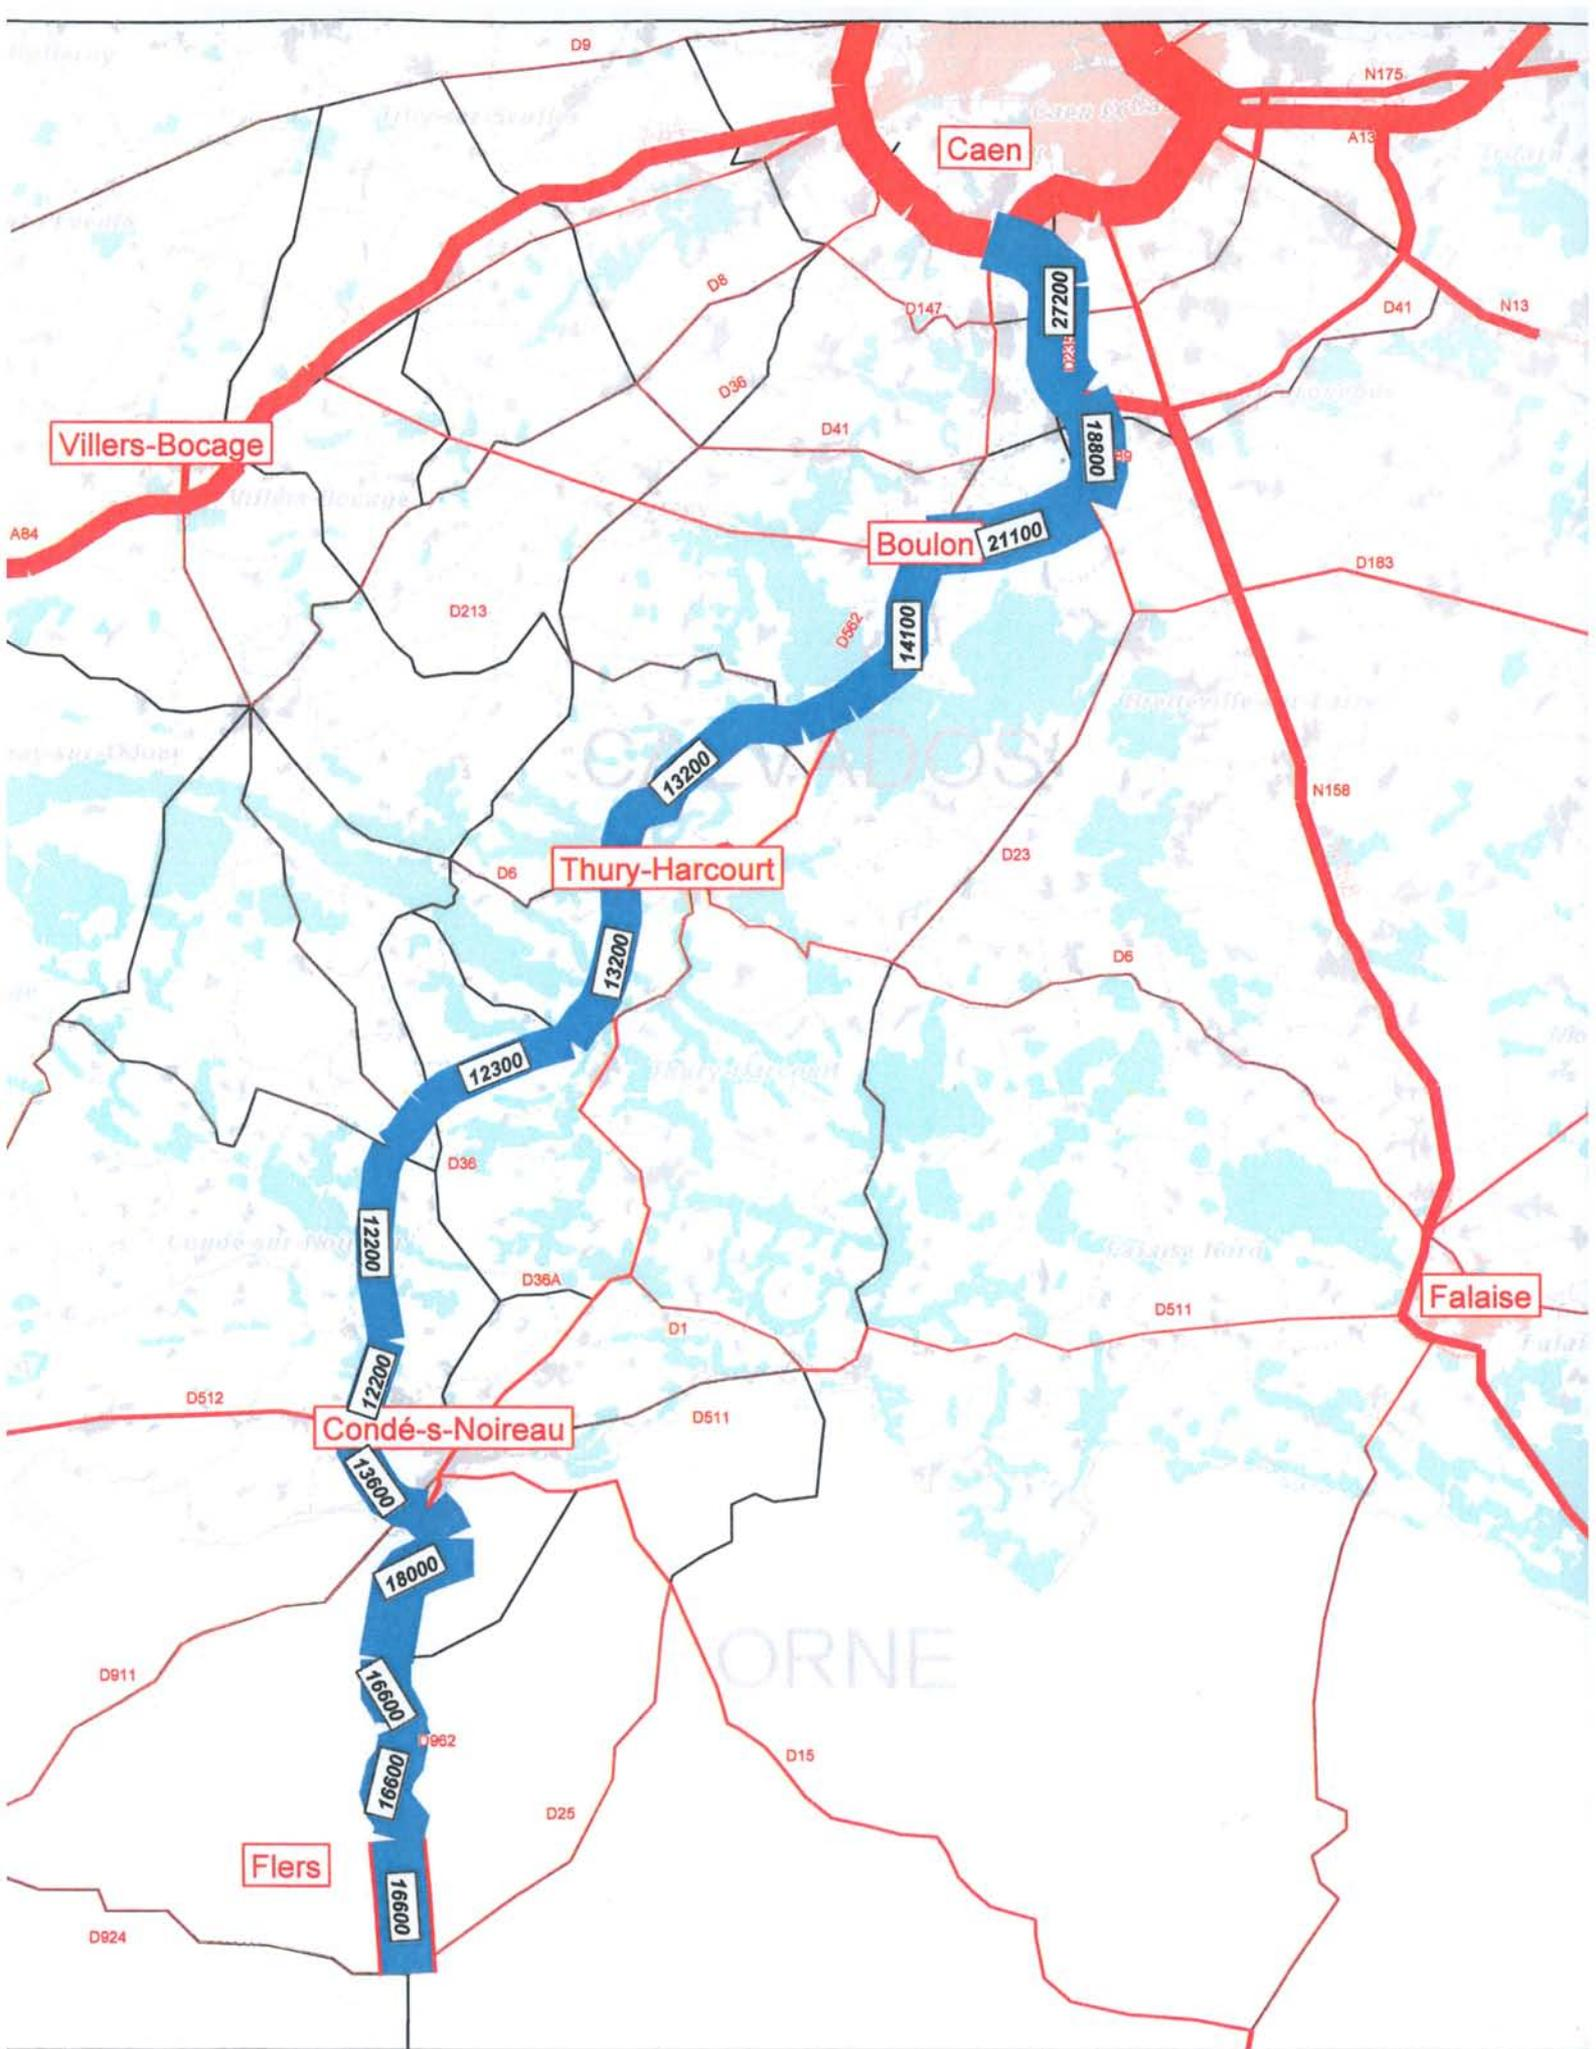 D9
N175
Caen
A13
D8
D147
27200
D41
N13
D36
D41
Villers-Bocage
18800
A84
Boulon
21100
D183
D213
D562
14100
CALVADOS
13200
N158
Thury-Harcourt
D6
D23
13200
D6
12300
D36
12200
D36A
Falaise
D511
D1
12200
D512
Condé-s-Noireau
D511
13600
18000
ORNE
D911
16600
D962
16600
D15
D25
Flers
16600
D924